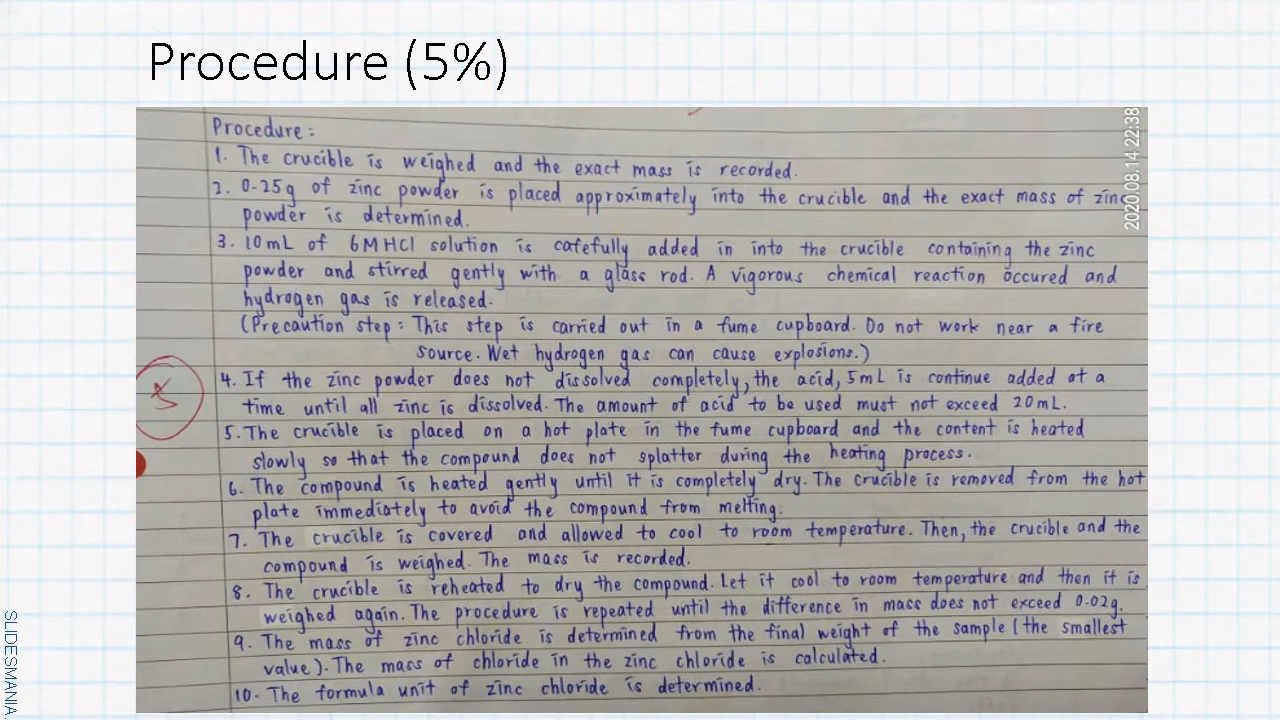 Procedure (5%)
Procedure :
1. The crucible is weighed and the exact mass is recorded.
2. 0.25g of zinc powder is placed approximately into the crucible and the exact mass of zinc
powder is determined.
3. 10mL of 6M HCl solution is carefully added in into the crucible containing the zinc
powder and stirred gently with a glass rod. A vigorous chemical reaction occured and
hydrogen gas is released.
(Precaution step : This step is carried out in a fume cupboard. Do not work near a fire
source. Wet hydrogen gas can cause explosions.)
4. If the zinc powder does not dissolved completely, the acid, 5mL is continue added at a
time until all zinc is dissolved. The amount of acid to be used must not exceed 20mL.
5. The crucible is placed on a hot plate in the fume cupboard and the content is heated
slowly so that the compound does not splatter during the heating process.
6. The compound is heated gently until it is completely dry. The crucible is removed from the hot
plate immediately to avoid the compound from melting.
7. The crucible is covered and allowed to cool to room temperature. Then, the crucible and the
compound is weighed. The mass is recorded.
8. The crucible is reheated to dry the compound. Let it cool to room temperature and then it is
weighed again. The procedure is repeated until the difference in mass does not exceed 0.02g.
9. The mass of zinc chloride is determined from the final weight of the sample (the smallest
value). The mass of chloride in the zinc chloride is calculated.
10. The formula unit of zinc chloride is determined.
5
2020.08.14 22:38
SLIDESMANIA